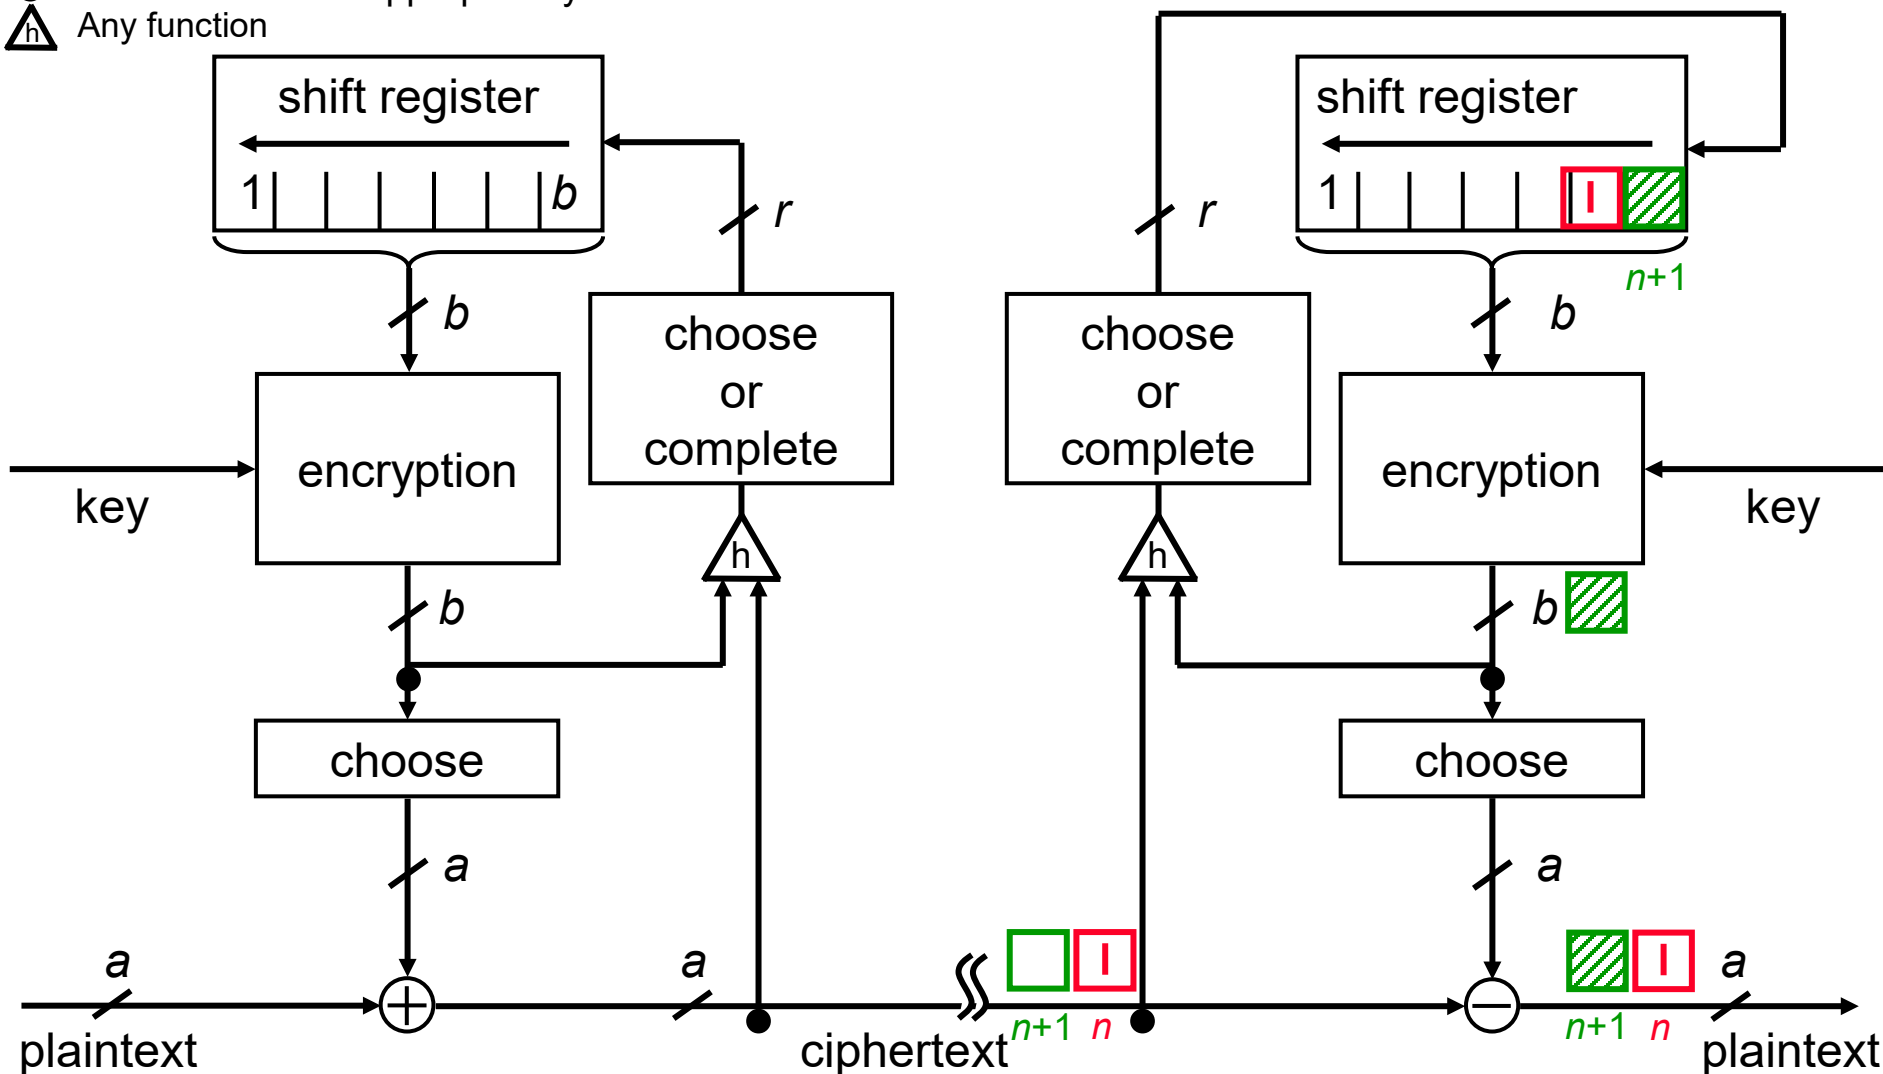 h Any function
shift register
1 b
r
r
shift register
1 I
n+1
b
choose
or
complete
choose
or
complete
b
encryption
encryption
key
key
h
h
b
b
choose
choose
a
a
a
a
I
I
a
n+1 n
n+1 n
plaintext
ciphertext
plaintext